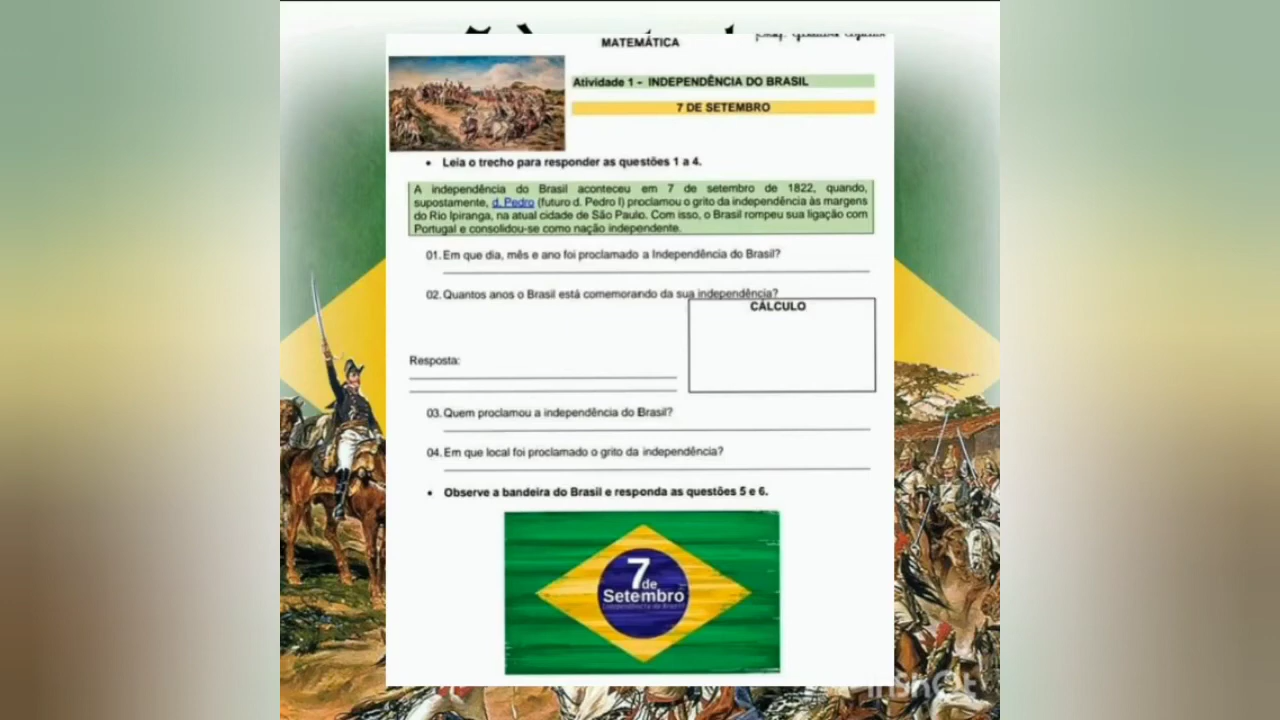 MATEMÁTICA
Atividade 1 - INDEPENDÊNCIA DO BRASIL
7 DE SETEMBRO
• Leia o trecho para responder as questões 1 a 4.
A independência do Brasil aconteceu em 7 de setembro de 1822, quando,
supostamente, d. Pedro (futuro d. Pedro I) proclamou o grito da independência às margens
do Rio Ipiranga, na atual cidade de São Paulo. Com isso, o Brasil rompeu sua ligação com
Portugal e consolidou-se como nação independente.
01. Em que dia, mês e ano foi proclamado a Independência do Brasil?
02. Quantos anos o Brasil está comemorando da sua independência?
CÁLCULO
Resposta:
03. Quem proclamou a independência do Brasil?
04. Em que local foi proclamado o grito da independência?
• Observe a bandeira do Brasil e responda as questões 5 e 6.
7 de
Setembro
Independência do Brasil